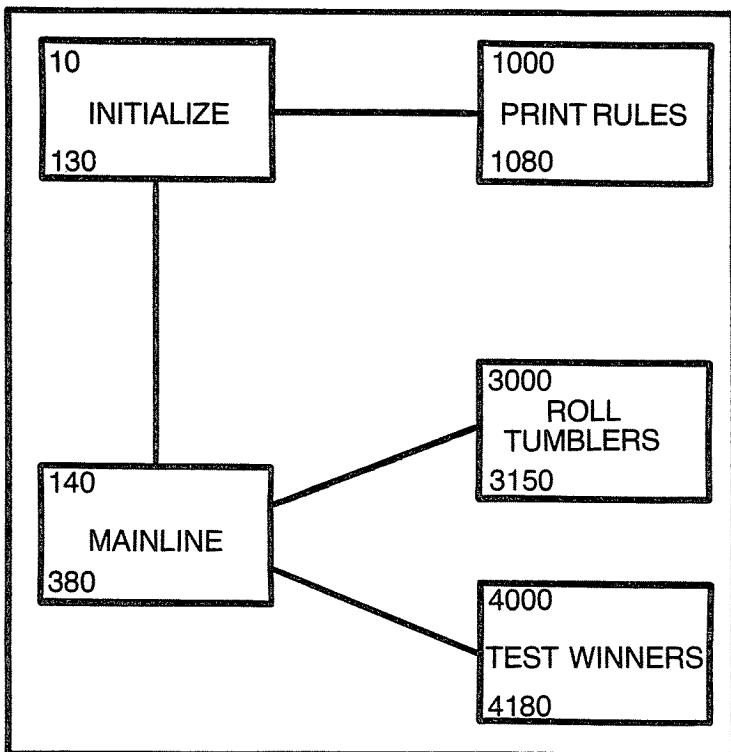 10
INITIALIZE
130
1000
PRINT RULES
1080
3000
ROLL
TUMBLERS
3150
140
MAINLINE
380
4000
TEST WINNERS
4180